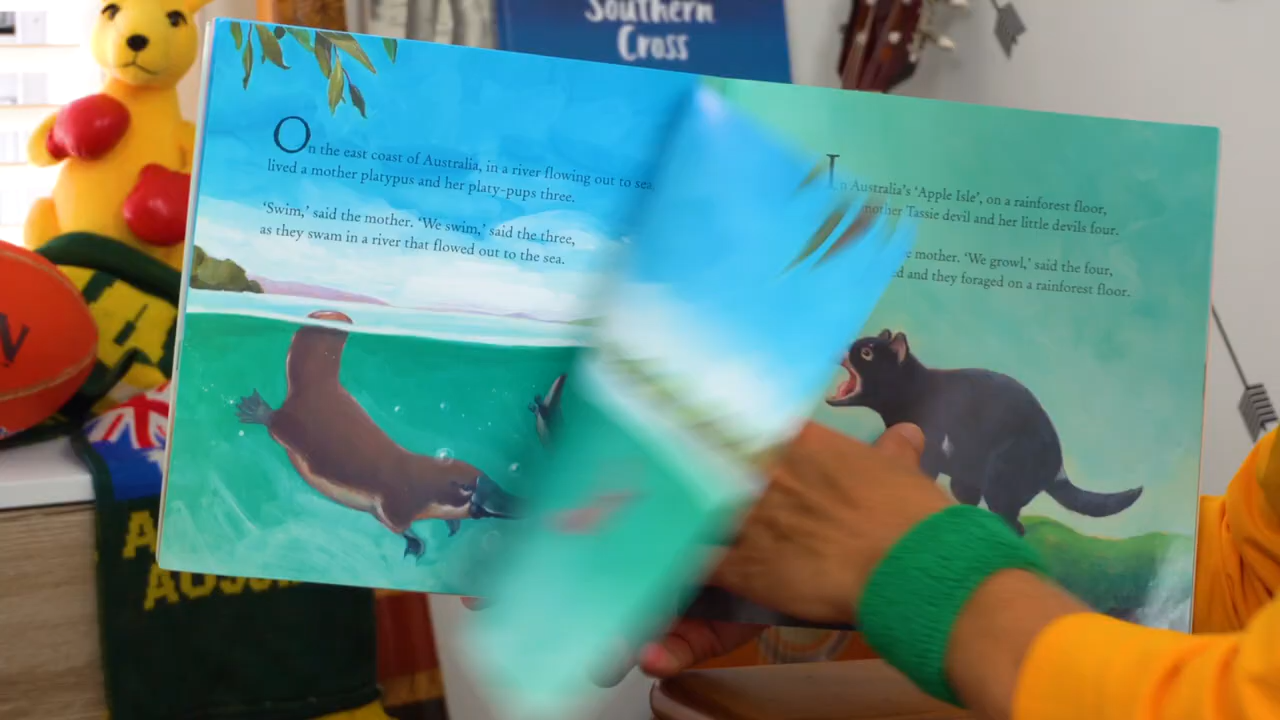 Southern
Cross
On the east coast of Australia, in a river flowing out to sea,
lived a mother platypus and her platy-pups three.
‘Swim,’ said the mother. ‘We swim,’ said the three,
as they swam in a river that flowed out to the sea.
In Australia’s ‘Apple Isle’, on a rainforest floor,
mother Tassie devil and her little devils four.
mother. ‘We growl,’ said the four,
and they foraged on a rainforest floor.